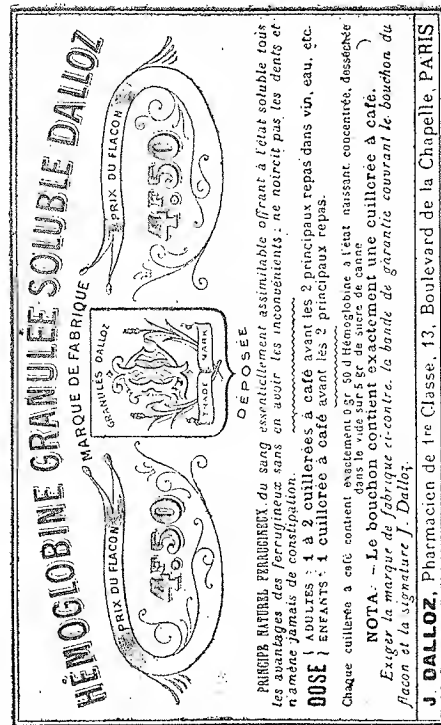 HÉMOGLOBINE GRANULÉE SOLUBLE DALLOZ
MARQUE DE FABRIQUE
PRIX DU FLACON
4f.50
GRANULÉS DALLOZ
TRADE MARK
DÉPOSÉE
PRIX DU FLACON
4f.50
PRINCIPE NATUREL FERRUGINEUX du sang essentiellement assimilable offrant à l'état soluble tous
les avantages des ferrugineux sans en avoir les inconvénients: ne noircit pas les dents et
n'amène jamais de constipation.
DOSE { ADULTES: 1 à 2 cuillerées à café avant les 2 principaux repas dans vin, eau, etc.
ENFANTS: 1 cuillerée à café avant les 2 principaux repas.
Chaque cuillerée à café contient exactement 0 gr 50 d'Hémoglobine à l'état naissant, concentrée, desséchée
dans le vide sur 5 gr de sucre de canne
NOTA. - Le bouchon contient exactement une cuillerée à café.
Exiger la marque de fabrique ci-contre, la bande de garantie couvrant le bouchon du
flacon et la signature J Dalloz.
J DALLOZ, Pharmacien de 1re Classe, 13, Boulevard de la Chapelle, PARIS